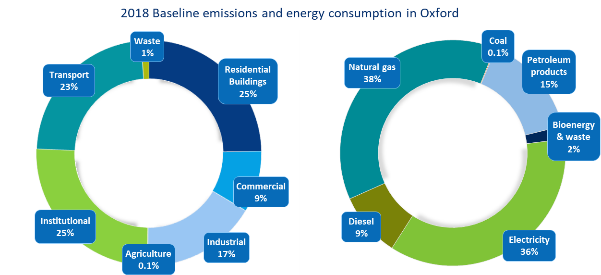 2018 Baseline emissions and energy consumption in Oxford
Waste
1%
Transport
23%
Residential
Buildings
25%
Commercial
9%
Institutional
25%
Agriculture
0.1%
Industrial
17%
Coal
0.1%
Natural gas
38%
Petroleum
products
15%
Bioenergy
& waste
2%
Diesel
9%
Electricity
36%